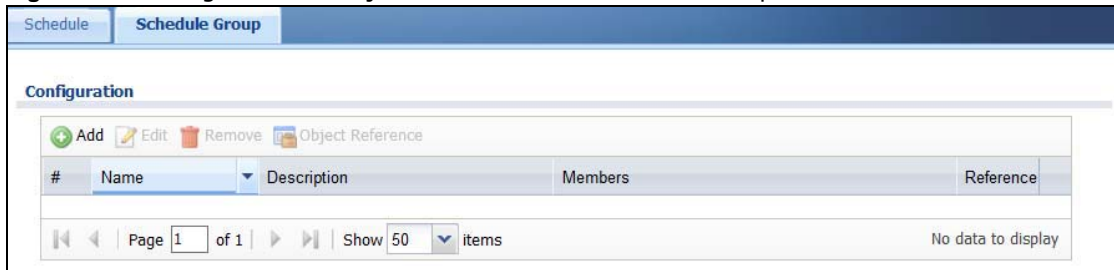 Schedule Schedule Group
Configuration
Add Edit Remove Object Reference
# Name Description Members Reference
Page 1 of 1 Show 50 items No data to display